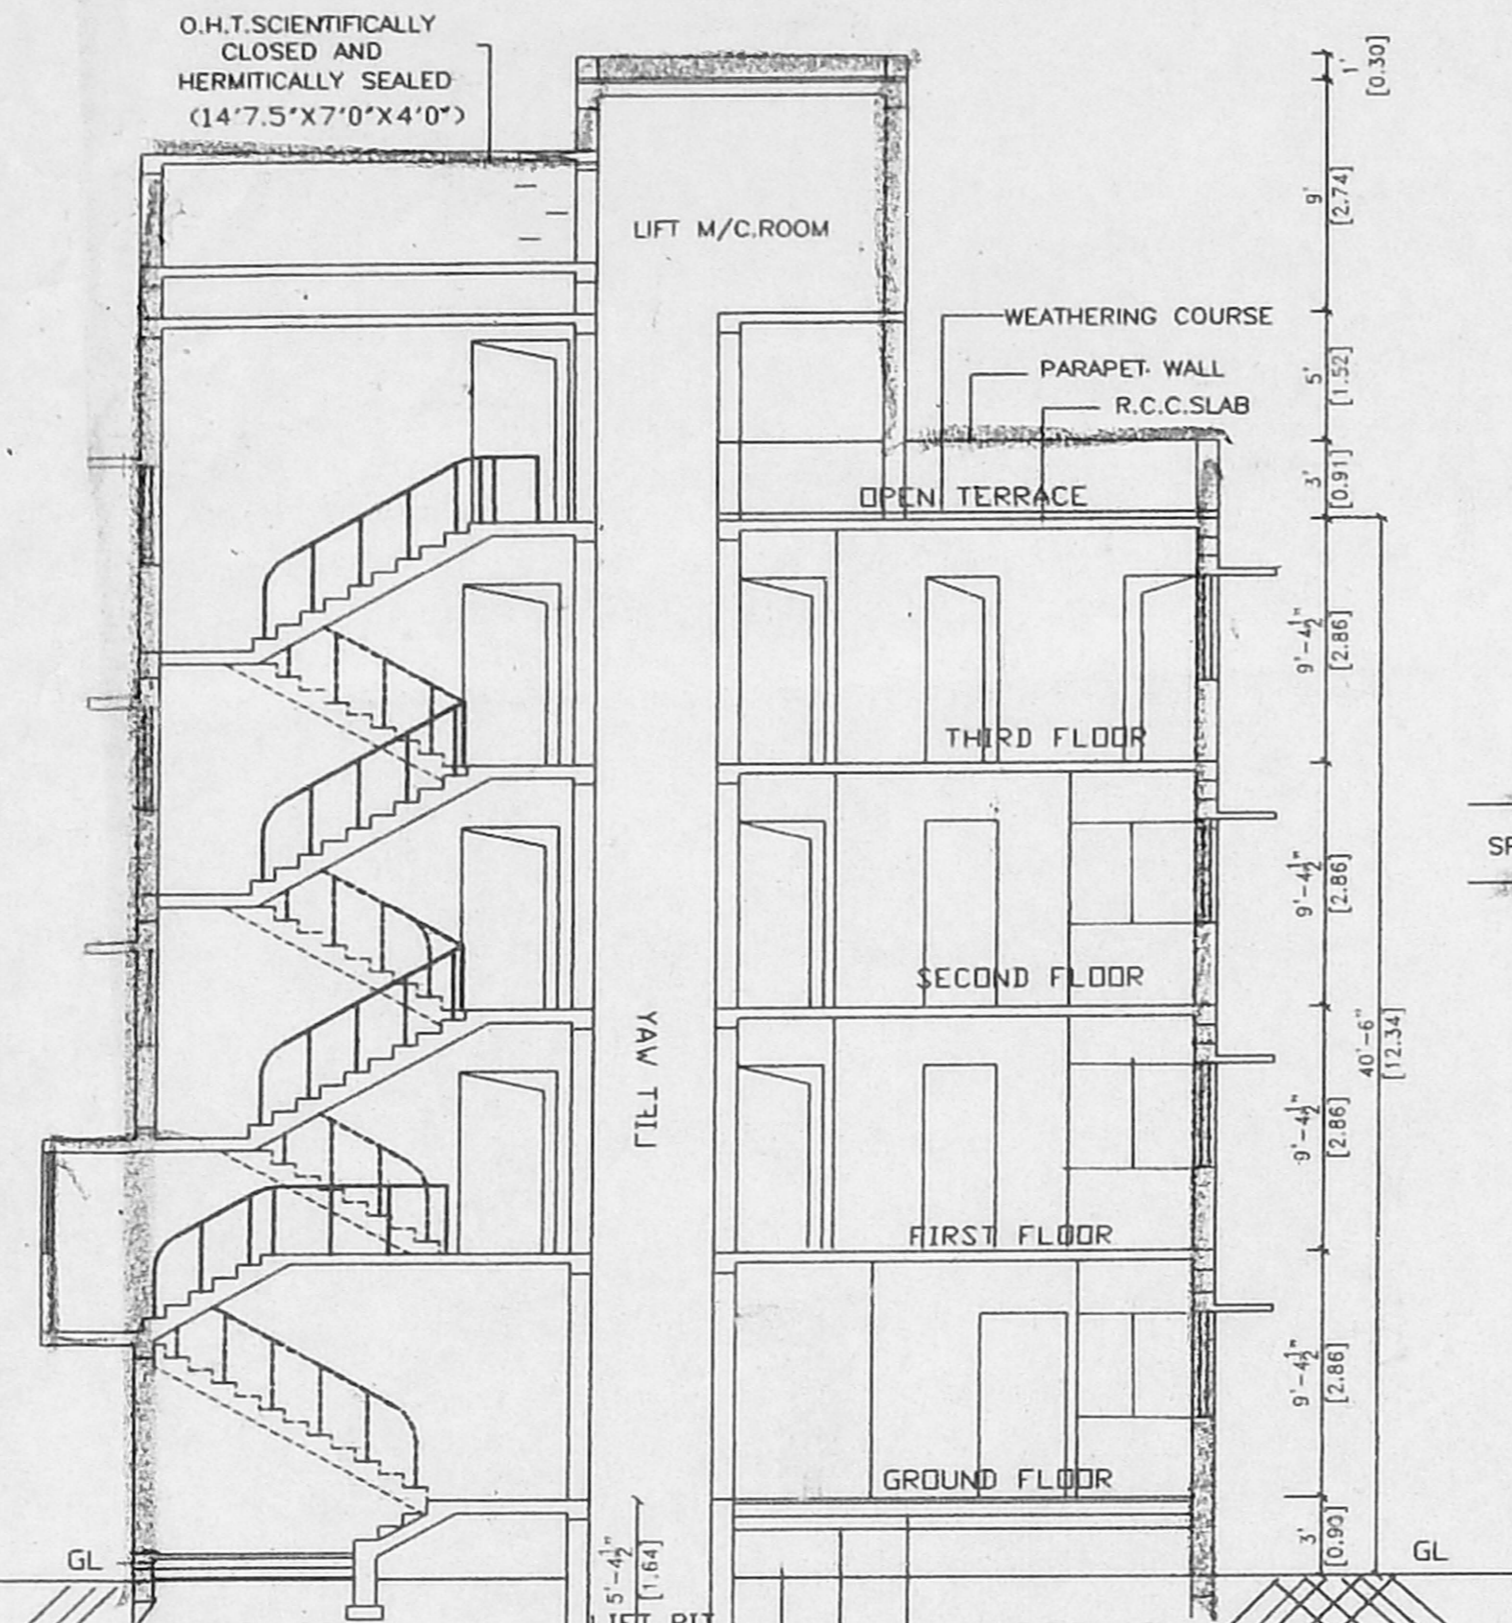 O.H.T.SCIENTIFICALLY
CLOSED AND
HERMITICALLY SEALED
(14'7.5"X7'0"X4'0")
1'
[0.30]
LIFT M/C.ROOM
9'
[2.74]
WEATHERING COURSE
PARAPET WALL
R.C.C.SLAB
5'
[1.52]
OPEN TERRACE
3'
[0.91]
THIRD FLOOR
9'-4½"
[2.86]
SECOND FLOOR
9'-4½"
[2.86]
LIFT WAY
40'-6"
[12.34]
FIRST FLOOR
9'-4½"
[2.86]
GROUND FLOOR
9'-4½"
[2.86]
GL
5'-4½"
[1.64]
LIFT PIT
3'
[0.90]
GL